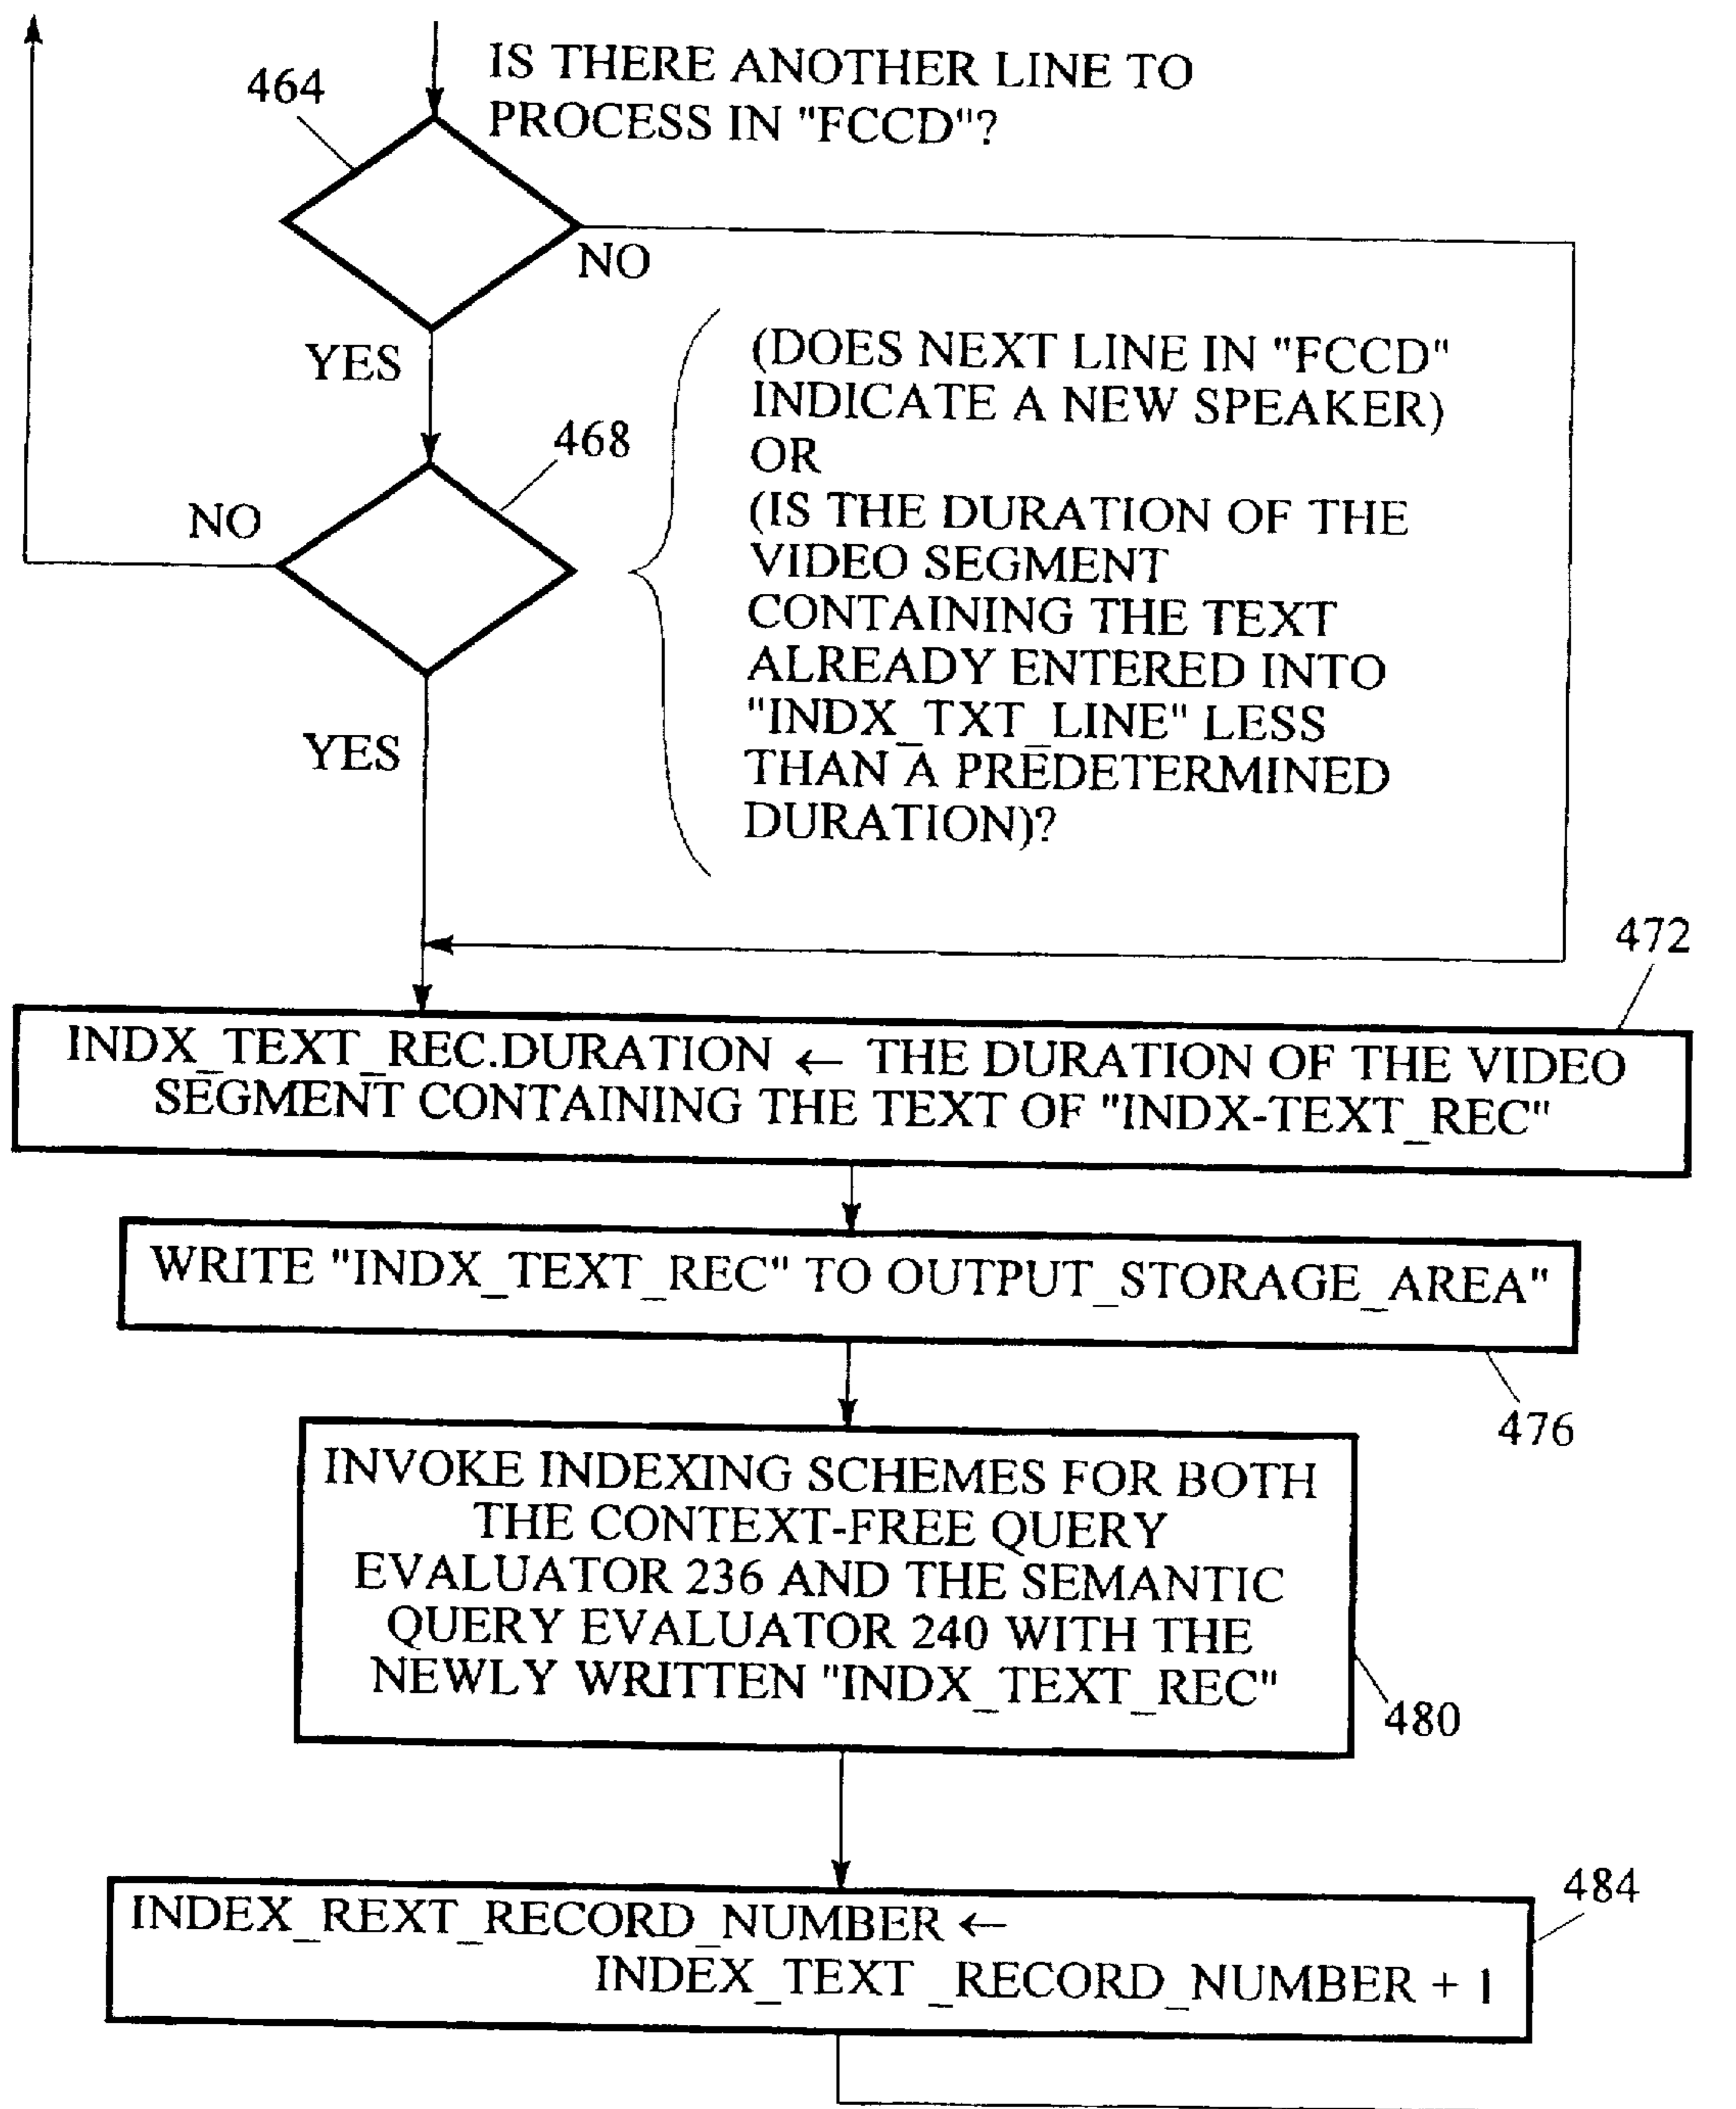 IS THERE ANOTHER LINE TO
PROCESS IN "FCCD"?
464
NO
YES
(DOES NEXT LINE IN "FCCD"
INDICATE A NEW SPEAKER)
OR
(IS THE DURATION OF THE
VIDEO SEGMENT
CONTAINING THE TEXT
ALREADY ENTERED INTO
"INDX_TXT_LINE" LESS
THAN A PREDETERMINED
DURATION)?
468
NO
YES
472
INDX_TEXT_REC.DURATION ← THE DURATION OF THE VIDEO
SEGMENT CONTAINING THE TEXT OF "INDX-TEXT_REC"
WRITE "INDX_TEXT_REC" TO OUTPUT_STORAGE_AREA"
476
INVOKE INDEXING SCHEMES FOR BOTH
THE CONTEXT-FREE QUERY
EVALUATOR 236 AND THE SEMANTIC
QUERY EVALUATOR 240 WITH THE
NEWLY WRITTEN "INDX_TEXT_REC"
480
484
INDEX_REXT_RECORD_NUMBER ←
INDEX_TEXT _RECORD_NUMBER + 1